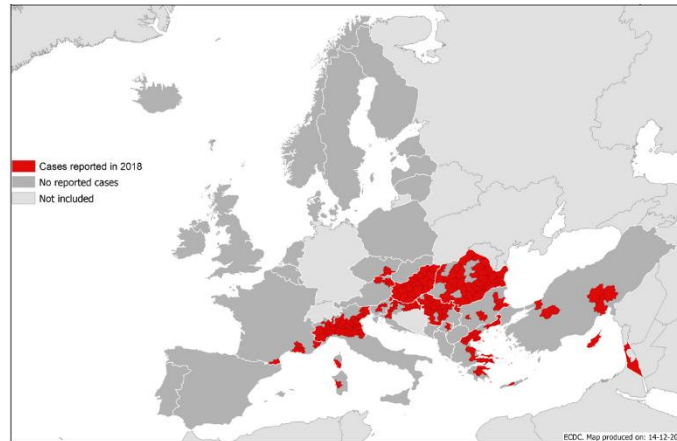 Cases reported in 2018
No reported cases
Not included
ECDC. Map produced on: 14-12-20